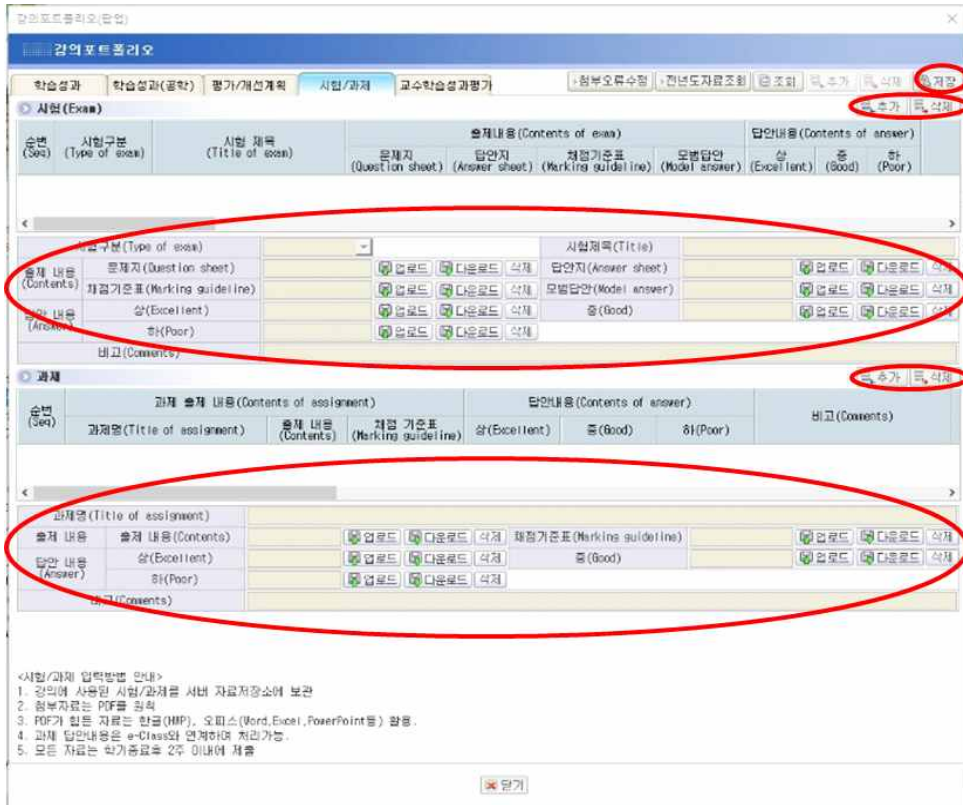 강의포트폴리오(팝업)
강의포트폴리오
학습성과 학습성과(공학) 평가/개선계획 시험/과제 교수학습성과평가 첨부오류수정 전년도자료조회 조회 추가 삭제 저장
시험(Exam) 추가 삭제
순번 (Seq) 시험구분 (Type of exam) 시험 제목 (Title of exam) 출제내용(Contents of exam) 답안내용(Contents of answer)
문제지 (Question sheet) 답안지 (Answer sheet) 채점기준표 (Marking guideline) 모범답안 (Model answer) 상 (Excellent) 중 (Good) 하 (Poor)
시험구분(Type of exam) 시험제목(Title)
출제 내용 (Contents) 문제지(Question sheet) 업로드 다운로드 삭제 답안지(Answer sheet) 업로드 다운로드 삭제
채점기준표(Marking guideline) 업로드 다운로드 삭제 모범답안(Model answer) 업로드 다운로드 삭제
답안 내용 (Answer) 상(Excellent) 업로드 다운로드 삭제 중(Good) 업로드 다운로드 삭제
하(Poor) 업로드 다운로드 삭제
비고(Comments)
과제 추가 삭제
순번 (Seq) 과제 출제 내용(Contents of assignment) 답안내용(Contents of answer) 비고(Comments)
과제명(Title of assignment) 출제 내용 (Contents) 채점 기준표 (Marking guideline) 상(Excellent) 중(Good) 하(Poor)
과제명(Title of assignment)
출제 내용 출제 내용(Contents) 업로드 다운로드 삭제 채점기준표(Marking guideline) 업로드 다운로드 삭제
답안 내용 (Answer) 상(Excellent) 업로드 다운로드 삭제 중(Good) 업로드 다운로드 삭제
하(Poor) 업로드 다운로드 삭제
비고(Comments)
<시험/과제 입력방법 안내>
1. 강의에 사용된 시험/과제를 서버 자료저장소에 보관
2. 첨부자료는 PDF를 원칙
3. PDF가 힘든 자료는 한글(HWP), 오피스(Word,Excel,PowerPoint등) 활용.
4. 과제 답안내용은 e-Class와 연계하여 처리가능.
5. 모든 자료는 학기종료후 2주 이내에 제출
닫기